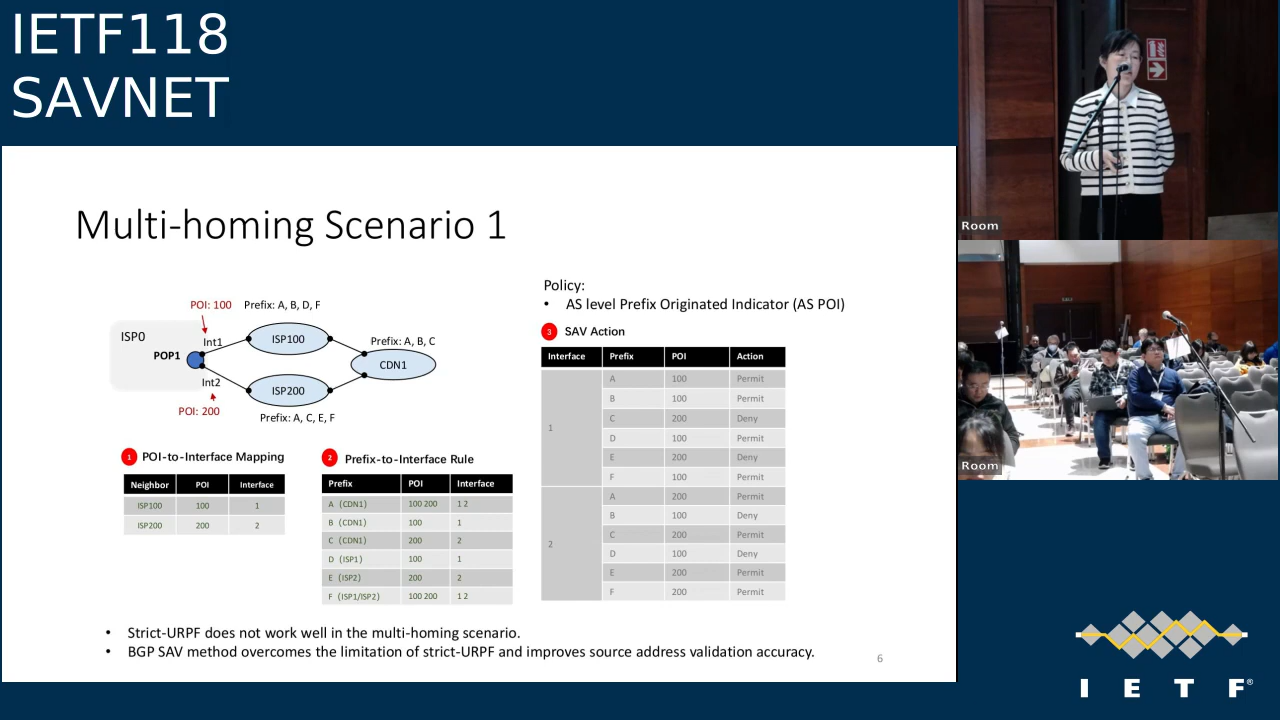 IETF118
SAVNET
Multi-homing Scenario 1
POI: 100
Prefix: A, B, D, F
ISP0
Int1
ISP100
POP1
Prefix: A, B, C
CDN1
Int2
ISP200
POI: 200
Prefix: A, C, E, F
Policy:
• AS level Prefix Originated Indicator (AS POI)
3 SAV Action
Interface Prefix POI Action
1
A 100 Permit
B 100 Permit
C 200 Deny
D 100 Permit
E 200 Deny
F 100 Permit
2
A 200 Permit
B 100 Deny
C 200 Permit
D 100 Deny
E 200 Permit
F 200 Permit
1 POI-to-Interface Mapping
Neighbor POI Interface
ISP100 100 1
ISP200 200 2
2 Prefix-to-Interface Rule
Prefix POI Interface
A (CDN1) 100 200 1 2
B (CDN1) 100 1
C (CDN1) 200 2
D (ISP1) 100 1
E (ISP2) 200 2
F (ISP1/ISP2) 100 200 1 2
• Strict-URPF does not work well in the multi-homing scenario.
• BGP SAV method overcomes the limitation of strict-URPF and improves source address validation accuracy.
6
Room
Room
I E T F®